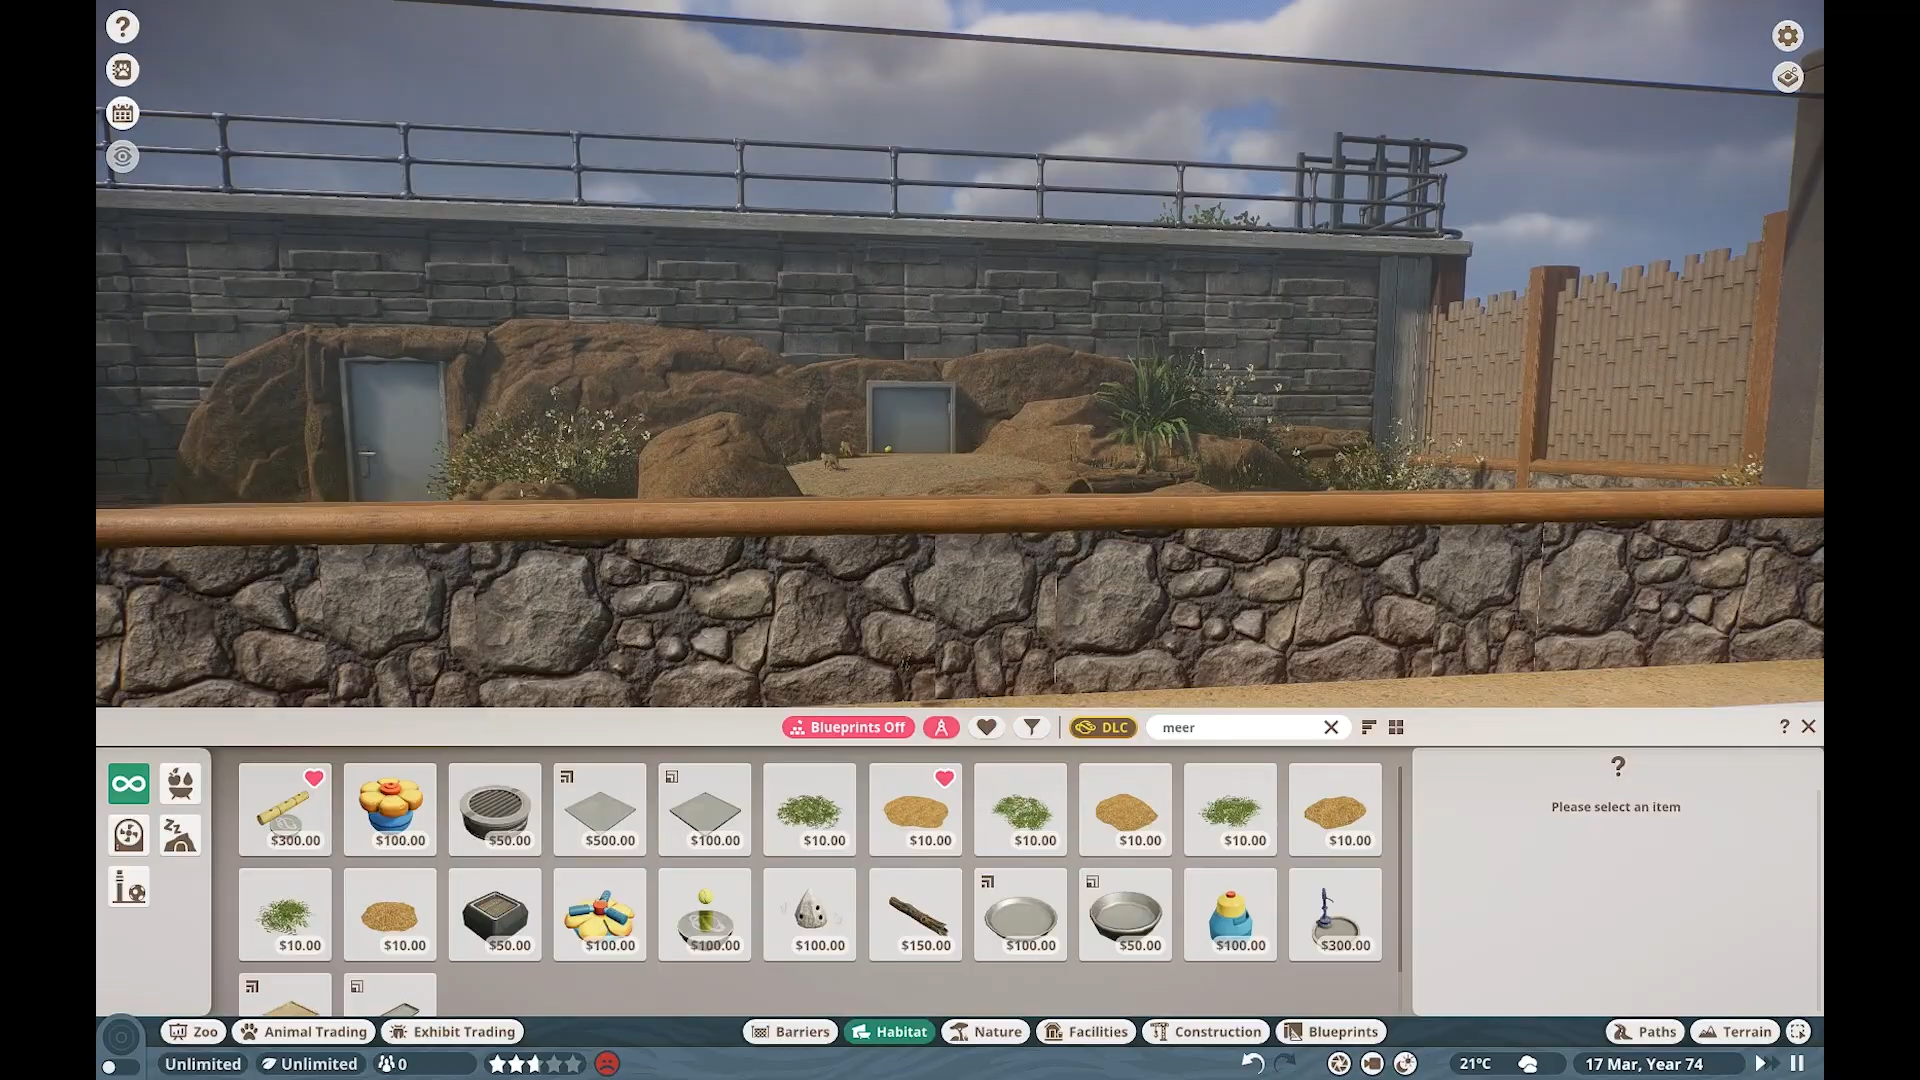 ?
Blueprints Off
DLC
meer
?
?
Please select an item
$300.00 $100.00 $50.00 $500.00 $100.00 $10.00 $10.00 $10.00 $10.00 $10.00 $10.00
$10.00 $10.00 $50.00 $100.00 $100.00 $100.00 $150.00 $100.00 $50.00 $100.00 $300.00
Zoo Animal Trading Exhibit Trading Barriers Habitat Nature Facilities Construction Blueprints Paths Terrain
Unlimited Unlimited 0 21°C 17 Mar, Year 74